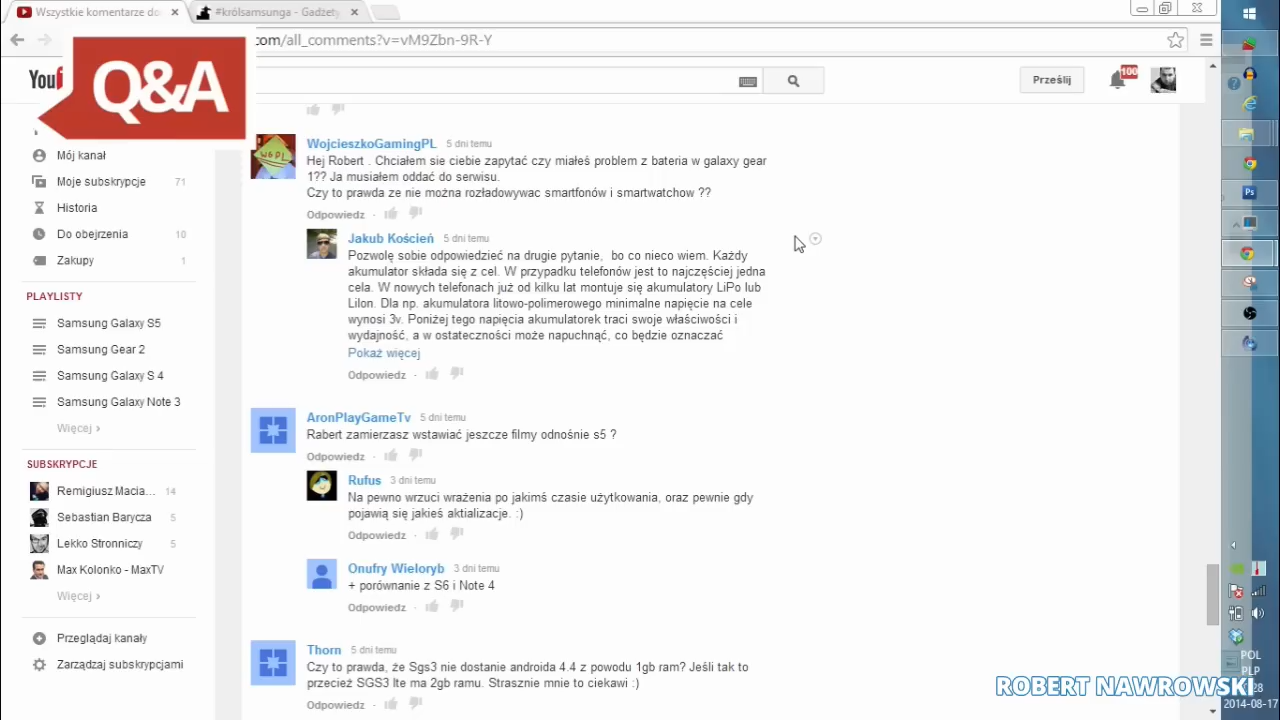 Wszystkie komentarze do
#królsamsunga - Gadżety
com/all_comments?v=vM9Zbn-9R-Y
You
Q&A
Prześlij
100
Mój kanał
Moje subskrypcje 71
Historia
Do obejrzenia 10
Zakupy 1
PLAYLISTY
Samsung Galaxy S5
Samsung Gear 2
Samsung Galaxy S 4
Samsung Galaxy Note 3
Więcej ›
SUBSKRYPCJE
Remigiusz Macia... 14
Sebastian Barycza 5
Lekko Stronniczy 5
Max Kolonko - MaxTV
Więcej ›
Przeglądaj kanały
Zarządzaj subskrypcjami
WojcieszkoGamingPL 5 dni temu
Hej Robert . Chciałem sie ciebie zapytać czy miałeś problem z bateria w galaxy gear
1?? Ja musiałem oddać do serwisu.
Czy to prawda ze nie można rozładowywac smartfonów i smartwatchow ??
Odpowiedz ·
Jakub Koścień 5 dni temu
Pozwolę sobie odpowiedzieć na drugie pytanie, bo co nieco wiem. Każdy
akumulator składa się z cel. W przypadku telefonów jest to najczęściej jedna
cela. W nowych telefonach już od kilku lat montuje się akumulatory LiPo lub
LiIon. Dla np. akumulatora litowo-polimerowego minimalne napięcie na cele
wynosi 3v. Poniżej tego napięcia akumulatorek traci swoje właściwości i
wydajność, a w ostateczności może napuchnąć, co będzie oznaczać
Pokaż więcej
Odpowiedz ·
AronPlayGameTv 5 dni temu
Rabert zamierzasz wstawiać jeszcze filmy odnośnie s5 ?
Odpowiedz ·
Rufus 3 dni temu
Na pewno wrzuci wrażenia po jakimś czasie użytkowania, oraz pewnie gdy
pojawią się jakieś aktializacje. :)
Odpowiedz ·
Onufry Wieloryb 3 dni temu
+ porównanie z S6 i Note 4
Odpowiedz ·
Thorn 5 dni temu
Czy to prawda, że Sgs3 nie dostanie androida 4.4 z powodu 1gb ram? Jeśli tak to
przecież SGS3 lte ma 2gb ramu. Strasznie mnie to ciekawi :)
Odpowiedz ·
W6PL
Ps
POL
PLP
28
2014-08-17
ROBERT NAWROWSKI